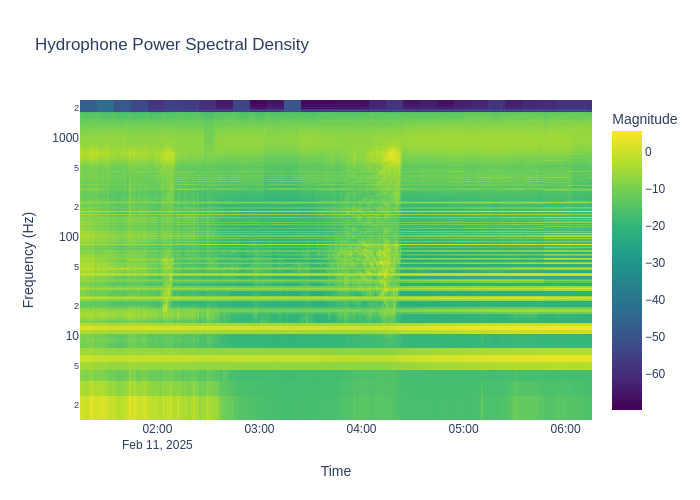 Hydrophone Power Spectral Density
Magnitude
Frequency (Hz)
2
1000
5
2
100
5
2
10
5
2
0
−10
−20
−30
−40
−50
−60
02:00 03:00 04:00 05:00 06:00
Feb 11, 2025
Time